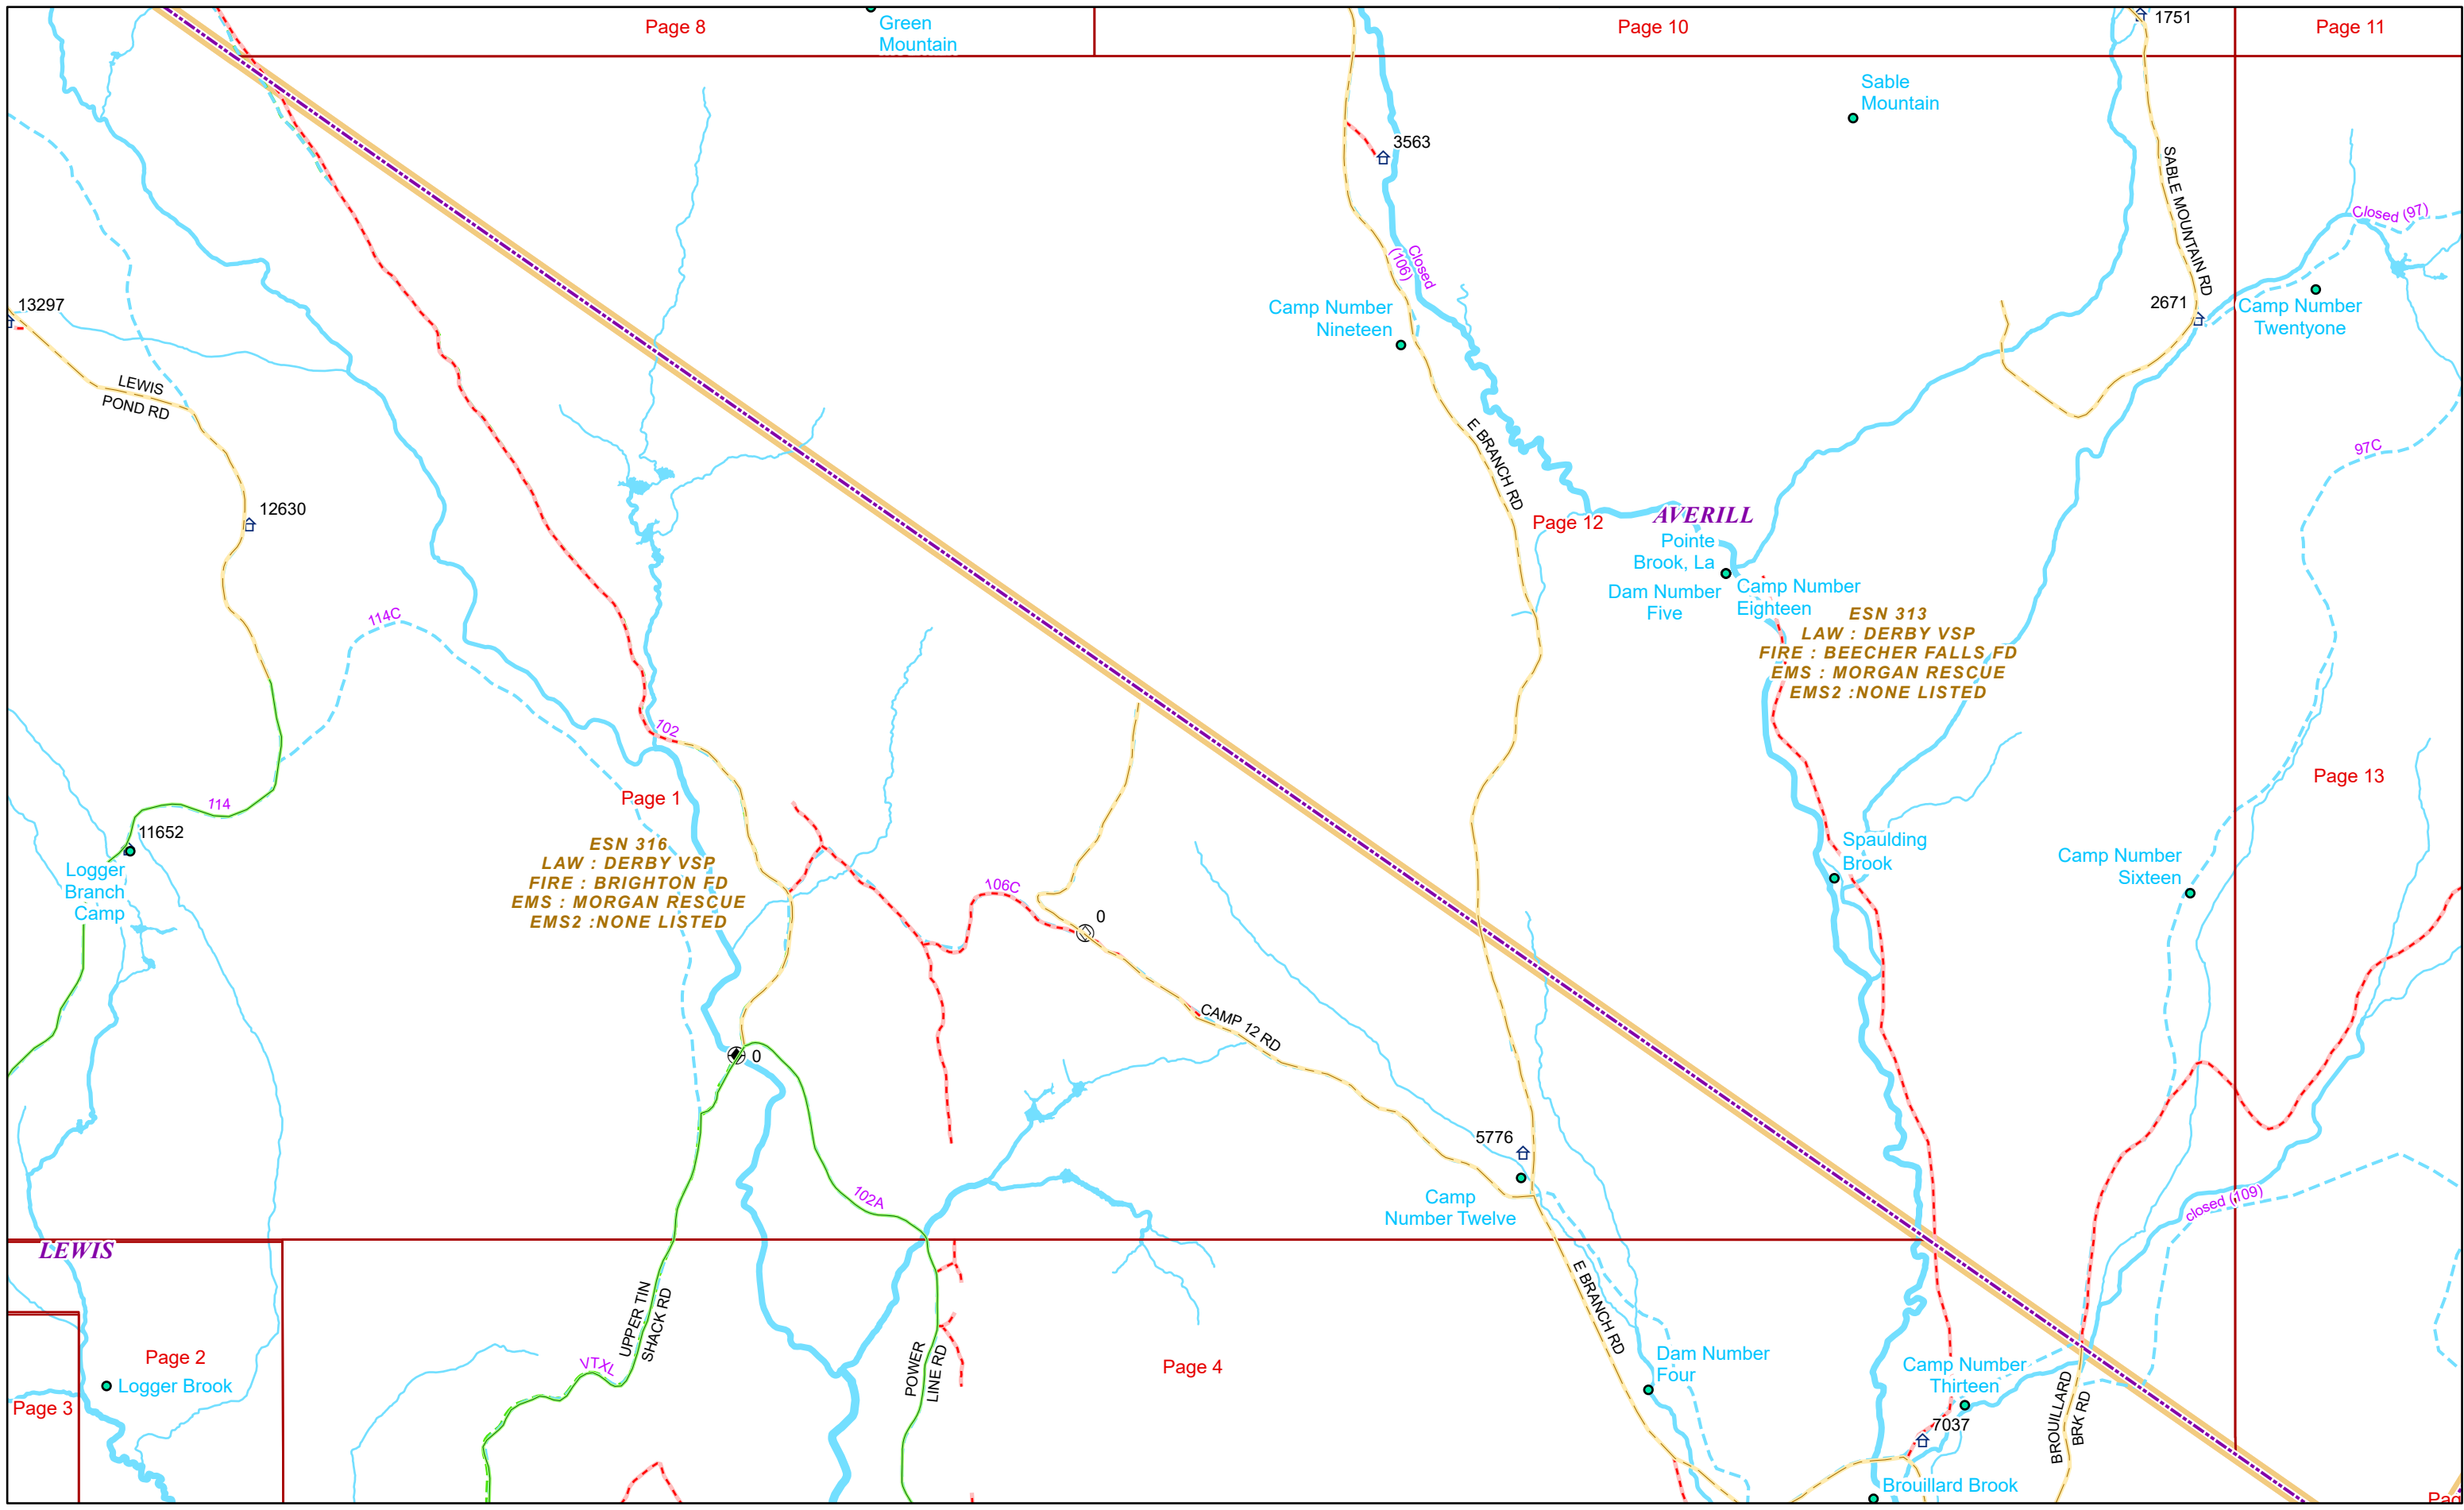 Page 8
Green
Mountain
Page 10
1751
Page 11
Sable
Mountain
3563
SABLE MOUNTAIN RD
Closed (97)
Closed
(106)
13297
Camp Number
Nineteen
2671
Camp Number
Twentyone
LEWIS
POND RD
E BRANCH RD
97C
12630
Page 12
AVERILL
Pointe
Brook, La
Dam Number
Five
Camp Number
Eighteen
114C
ESN 313
LAW : DERBY VSP
FIRE : BEECHER FALLS FD
EMS : MORGAN RESCUE
EMS2 :NONE LISTED
102
Page 1
114
11652
Page 13
ESN 316
LAW : DERBY VSP
FIRE : BRIGHTON FD
EMS : MORGAN RESCUE
EMS2 :NONE LISTED
Logger
Branch
Camp
Spaulding
Brook
Camp Number
Sixteen
106C
0
CAMP 12 RD
0
5776
102A
Camp
Number Twelve
closed (109)
LEWIS
UPPER TIN
SHACK RD
E BRANCH RD
Page 2
Logger Brook
Page 3
VTXL
POWER
LINE RD
Page 4
Dam Number
Four
Camp Number
Thirteen
7037
BROUILLARD
BRK RD
Brouillard Brook
Pag